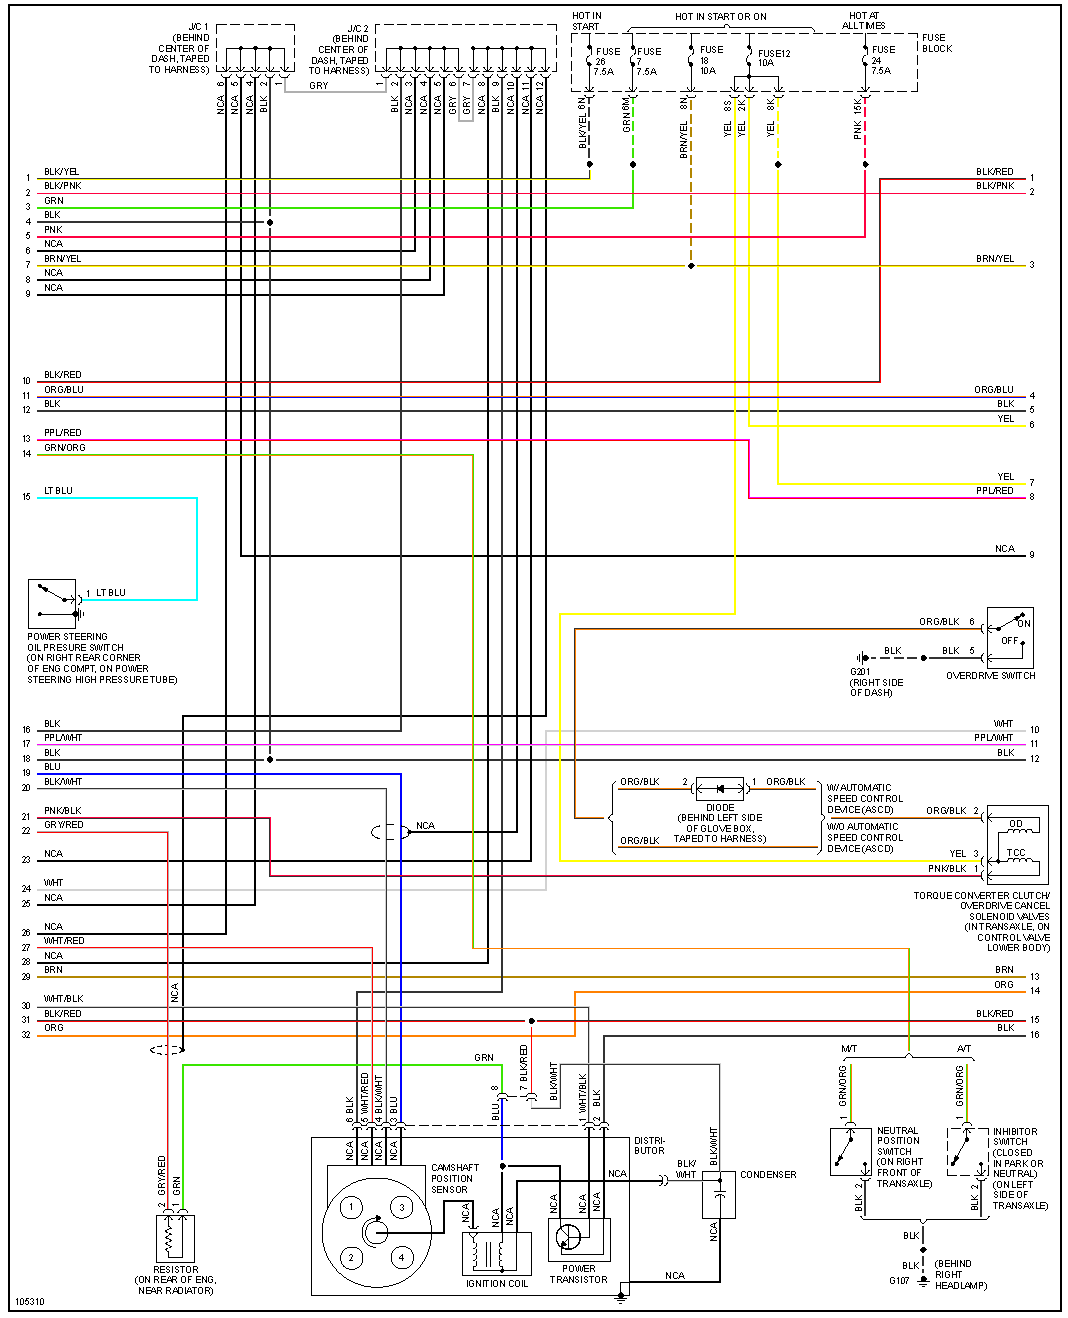 J/C 1
(BEHIND
CENTER OF
DASH, TAPED
TO HARNESS)
J/C 2
(BEHIND
CENTER OF
DASH, TAPED
TO HARNESS)
HOT IN
START
HOT IN START OR ON
HOT AT
ALL TIMES
FUSE
26
7.5A
FUSE
7
7.5A
FUSE
18
10A
FUSE12
10A
FUSE
24
7.5A
FUSE
BLOCK
NCA 6
NCA 5
NCA 4
BLK 2
1
GRY
1
BLK 2
NCA 3
NCA 4
NCA 5
GRY 6
GRY 7
NCA 8
BLK 9
NCA 10
NCA 11
NCA 12
BLK/YEL 6N
GRN 6M
BRN/YEL 8N
YEL 8S
YEL 2K
YEL 8K
PNK 15K
1 BLK/YEL
2 BLK/PNK
3 GRN
4 BLK
5 PNK
6 NCA
7 BRN/YEL
8 NCA
9 NCA
BLK/RED 1
BLK/PNK 2
BRN/YEL 3
10 BLK/RED
11 ORG/BLU
12 BLK
13 PPL/RED
14 GRN/ORG
15 LT BLU
ORG/BLU 4
BLK 5
YEL 6
YEL 7
PPL/RED 8
NCA 9
1 LT BLU
POWER STEERING
OIL PRESURE SWITCH
(ON RIGHT REAR CORNER
OF ENG COMPT, ON POWER
STEERING HIGH PRESSURE TUBE)
ORG/BLK 6
ON
OFF
BLK
BLK 5
G201
(RIGHT SIDE
OF DASH)
OVERDRIVE SWITCH
16 BLK
17 PPL/WHT
18 BLK
19 BLU
20 BLK/WHT
21 PNK/BLK
22 GRY/RED
23 NCA
24 WHT
25 NCA
26 NCA
27 WHT/RED
28 NCA
29 BRN
30 WHT/BLK
31 BLK/RED
32 ORG
WHT 10
PPL/WHT 11
BLK 12
NCA
ORG/BLK 2
1 ORG/BLK
DIODE
(BEHIND LEFT SIDE
OF GLOVE BOX,
TAPED TO HARNESS)
ORG/BLK
W/ AUTOMATIC
SPEED CONTROL
DEVICE (ASCD)
W/O AUTOMATIC
SPEED CONTROL
DEVICE (ASCD)
ORG/BLK 2
OD
YEL 3
TCC
PNK/BLK 1
TORQUE CONVERTER CLUTCH/
OVERDRIVE CANCEL
SOLENOID VALVES
(IN TRANSAXLE, ON
CONTROL VALVE
LOWER BODY)
BRN 13
ORG 14
BLK/RED 15
BLK 16
NCA
GRN
8
BLU
7 BLK/RED
BLK/WHT
6 BLK
5 WHT/RED
4 BLK/WHT
3 BLU
1 WHT/BLK
2 BLK
NCA
NCA
NCA
NCA
DISTRI-
BUTOR
CAMSHAFT
POSITION
SENSOR
1
3
2
4
NCA
NCA
NCA
NCA
NCA
NCA
NCA
IGNITION COIL
POWER
TRANSISTOR
NCA
BLK/
WHT
BLK/WHT
CONDENSER
NCA
2 GRY/RED
1 GRN
RESISTOR
(ON REAR OF ENG,
NEAR RADIATOR)
M/T
A/T
1 GRN/ORG
1 GRN/ORG
NEUTRAL
POSITION
SWITCH
(ON RIGHT
FRONT OF
TRANSAXLE)
INHIBITOR
SWITCH
(CLOSED
IN PARK OR
NEUTRAL)
(ON LEFT
SIDE OF
TRANSAXLE)
BLK 2
BLK 2
BLK
BLK
G107
(BEHIND
RIGHT
HEADLAMP)
105310